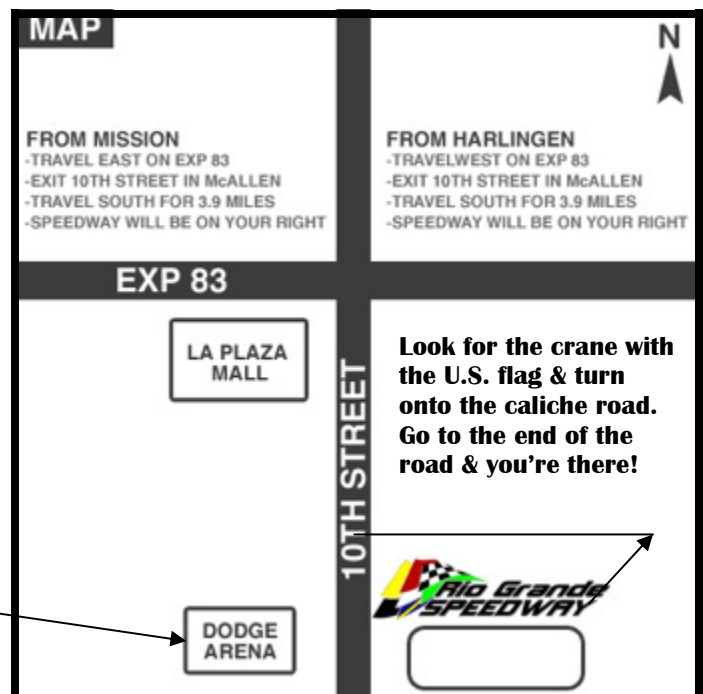 MAP
N
FROM MISSION
-TRAVEL EAST ON EXP 83
-EXIT 10TH STREET IN McALLEN
-TRAVEL SOUTH FOR 3.9 MILES
-SPEEDWAY WILL BE ON YOUR RIGHT
FROM HARLINGEN
-TRAVELWEST ON EXP 83
-EXIT 10TH STREET IN McALLEN
-TRAVEL SOUTH FOR 3.9 MILES
-SPEEDWAY WILL BE ON YOUR RIGHT
EXP 83
LA PLAZA
MALL
10TH STREET
Look for the crane with
the U.S. flag & turn
onto the caliche road.
Go to the end of the
road & you're there!
Rio Grande
SPEEDWAY
DODGE
ARENA